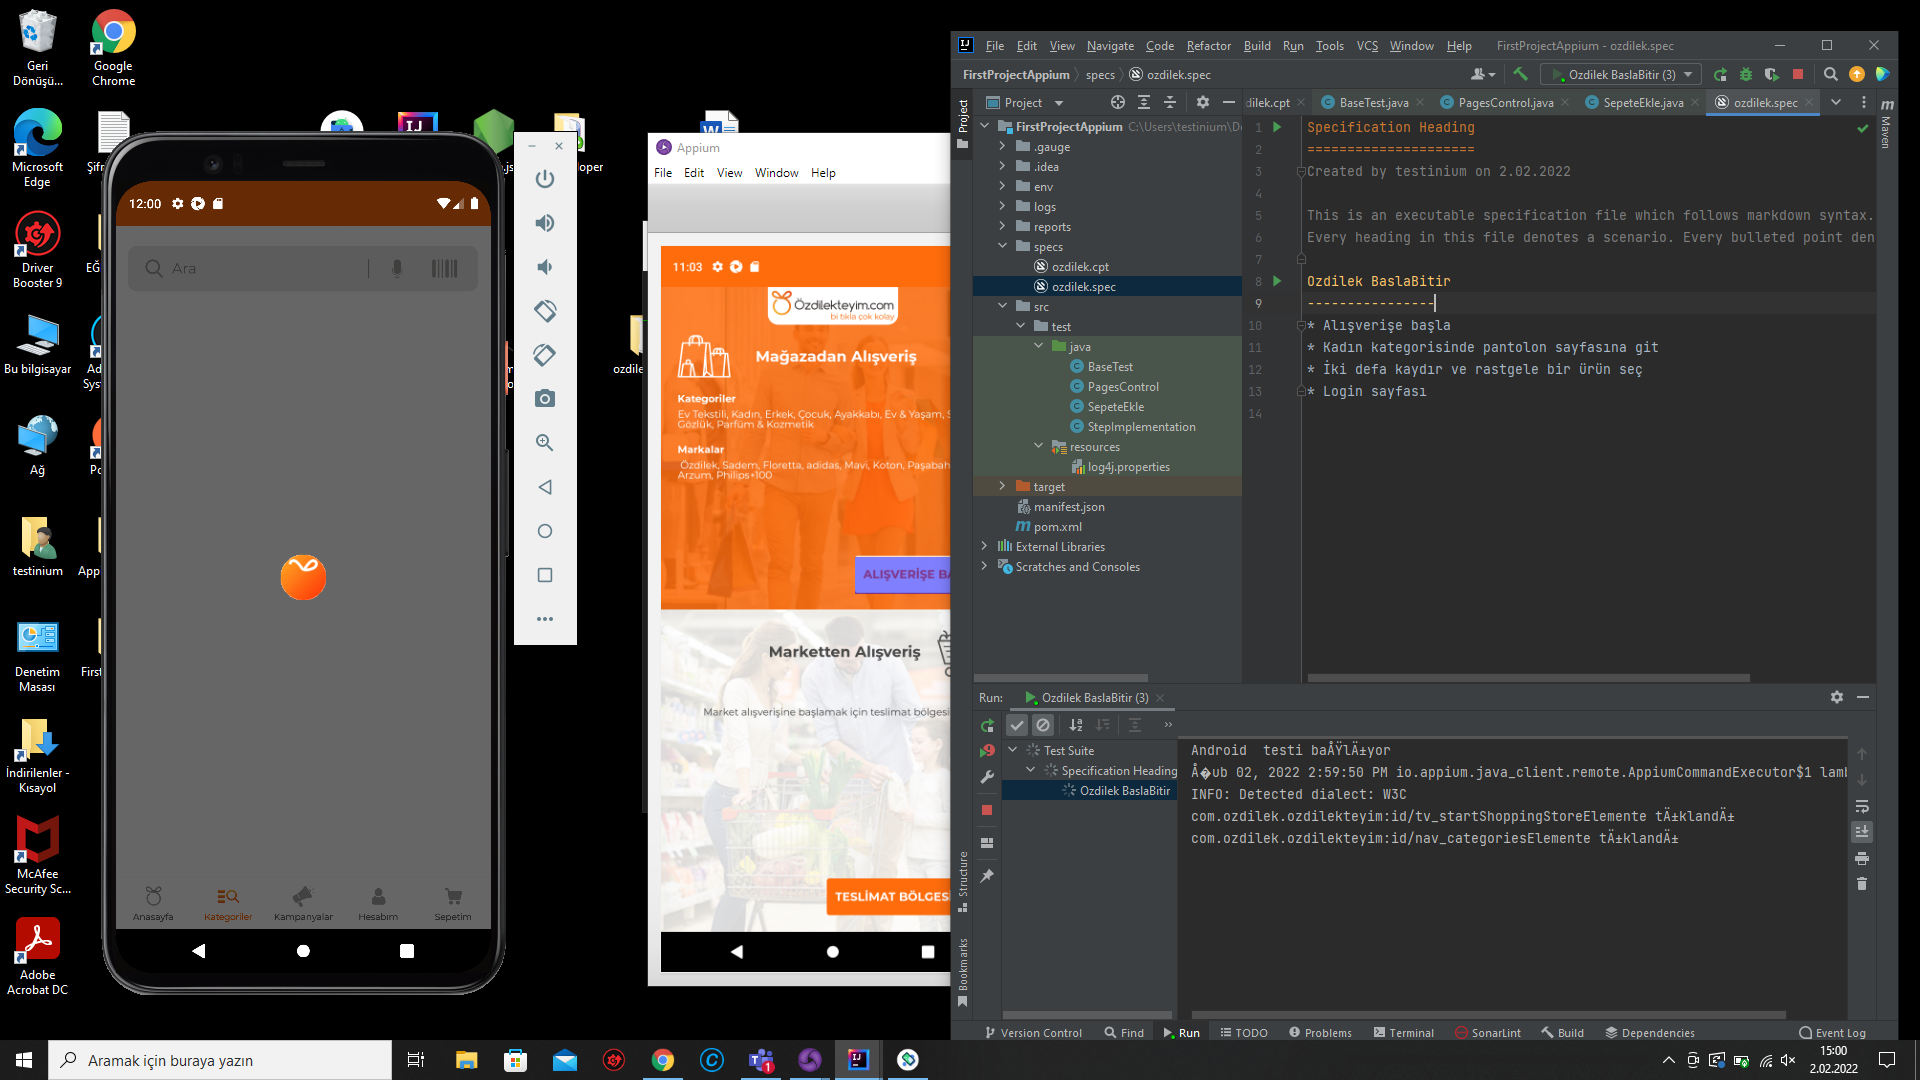 Geri
Dönüşü...
Google
Chrome
Microsoft
Edge
Şifr
Driver
Booster 9
EĞ
Bu bilgisayar
Ad
Syst
Ağ
Po
testinium
App
Denetim
Masası
First
İndirilenler -
Kısayol
McAfee
Security Sc...
Adobe
Acrobat DC
.js
loper
ozdile
12:00
Ara
Anasayfa
Kategoriler
Kampanyalar
Hesabım
Sepetim
Appium
File Edit View Window Help
11:03
Özdilekteyim.com
bi tıkla çok kolay
Mağazadan Alışveriş
Kategoriler
Ev Tekstili, Kadın, Erkek, Çocuk, Ayakkabı, Ev & Yaşam, S
Gözlük, Parfüm & Kozmetik
Markalar
Özdilek, Sadem, Floretta, adidas, Mavi, Koton, Paşabah
Arzum, Philips+100
ALIŞVERİŞE BA
Marketten Alışveriş
Market alışverişine başlamak için teslimat bölgesi
TESLİMAT BÖLGESİ
File Edit View Navigate Code Refactor Build Run Tools VCS Window Help FirstProjectAppium - ozdilek.spec
FirstProjectAppium specs ozdilek.spec
Ozdilek BaslaBitir (3)
Project
Project
dilek.cpt BaseTest.java PagesControl.java SepeteEkle.java ozdilek.spec
Maven
FirstProjectAppium C:\Users\testinium\De
.gauge
.idea
env
logs
reports
specs
ozdilek.cpt
ozdilek.spec
src
test
java
BaseTest
PagesControl
SepeteEkle
StepImplementation
resources
log4j.properties
target
manifest.json
pom.xml
External Libraries
Scratches and Consoles
1 Specification Heading
2 =====================
3 Created by testinium on 2.02.2022
4
5 This is an executable specification file which follows markdown syntax.
6 Every heading in this file denotes a scenario. Every bulleted point den
7
8 Ozdilek BaslaBitir
9 ----------------
10 * Alışverişe başla
11 * Kadın kategorisinde pantolon sayfasına git
12 * İki defa kaydır ve rastgele bir ürün seç
13 * Login sayfası
14
Run: Ozdilek BaslaBitir (3)
Test Suite
Specification Heading
Ozdilek BaslaBitir
Android  testi baÅŸlÄ±yor
Å�ub 02, 2022 2:59:50 PM io.appium.java_client.remote.AppiumCommandExecutor$1 lamb
INFO: Detected dialect: W3C
com.ozdilek.ozdilekteyim:id/tv_startShoppingStoreElemente tÄ±klandÄ±
com.ozdilek.ozdilekteyim:id/nav_categoriesElemente tÄ±klandÄ±
Structure
Bookmarks
Version Control Find Run TODO Problems Terminal SonarLint Build Dependencies Event Log
Aramak için buraya yazın
1
15:00
2.02.2022